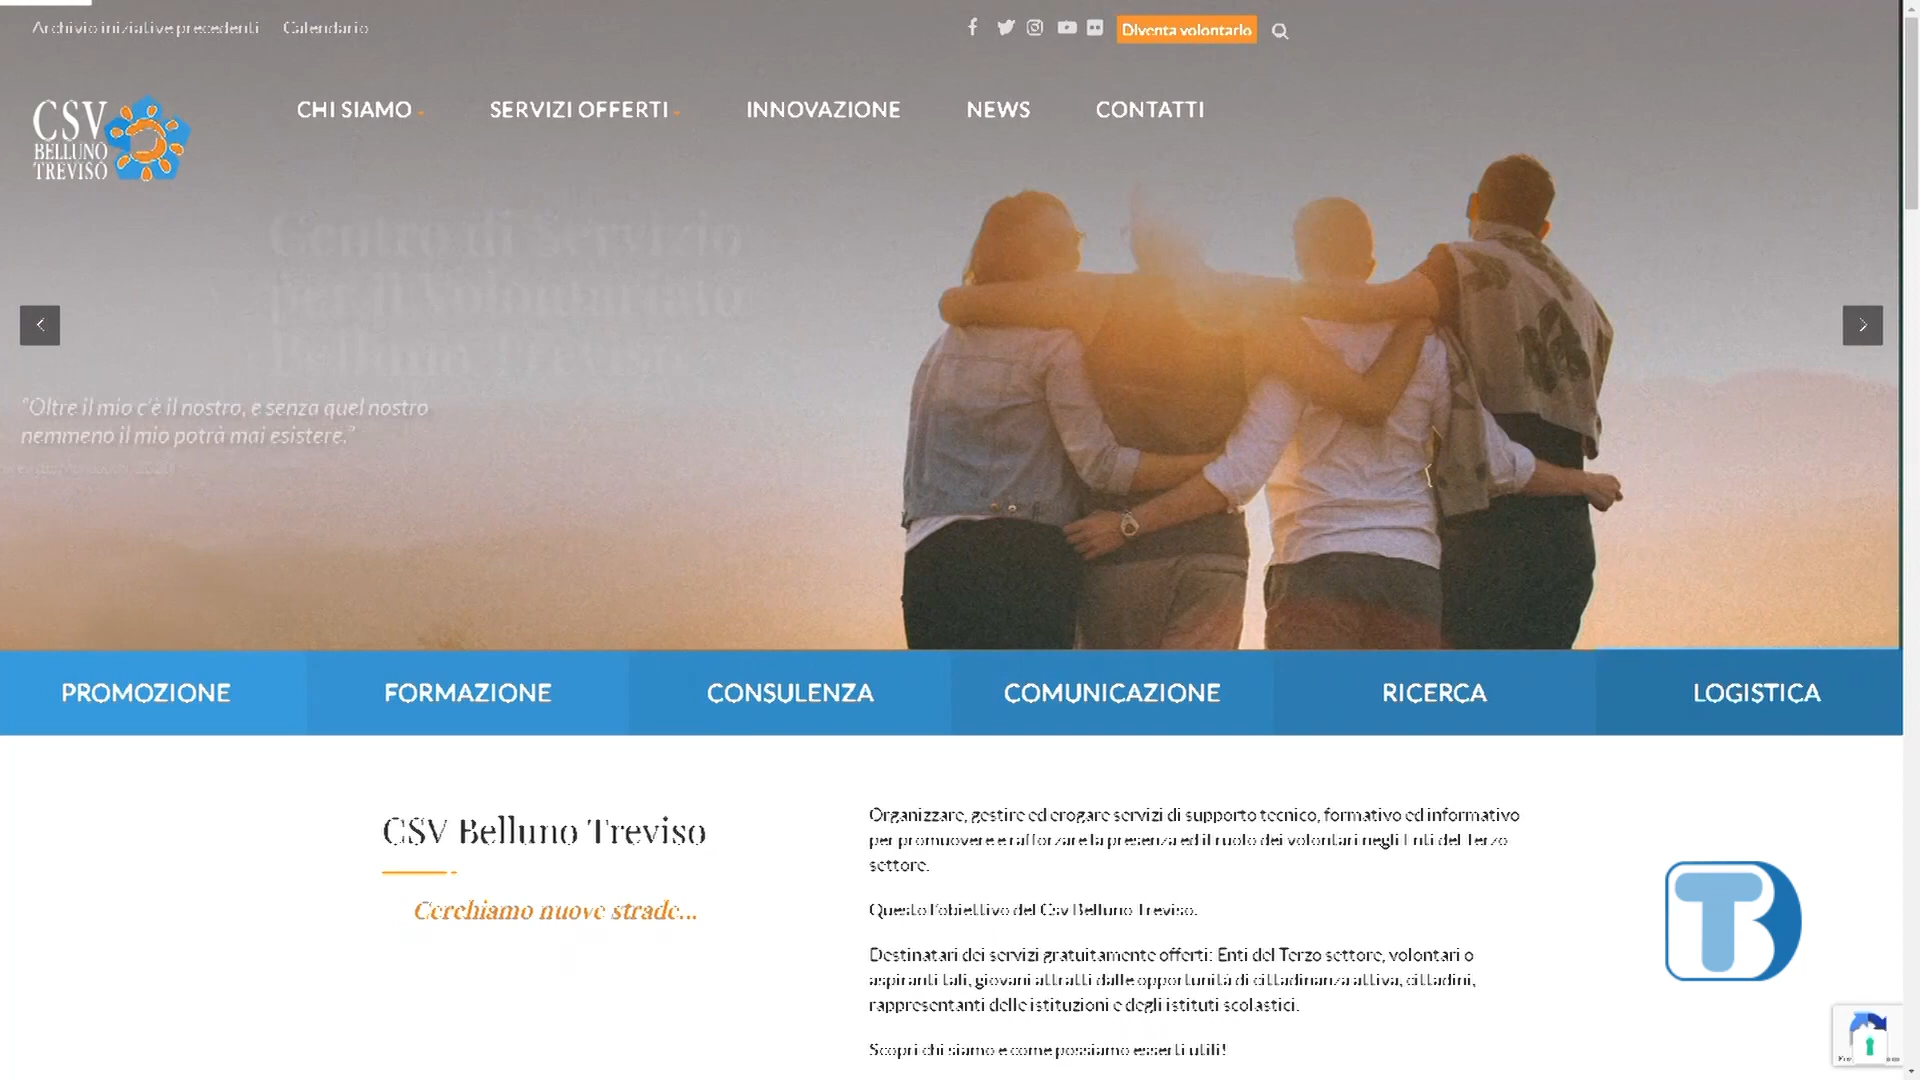 Archivio iniziative precedenti Calendario
Diventa volontario
CSV
BELLUNO
TREVISO
CHI SIAMO SERVIZI OFFERTI INNOVAZIONE NEWS CONTATTI
Centro di Servizio
per il Volontariato
Belluno Treviso
"Oltre il mio c'è il nostro, e senza quel nostro
nemmeno il mio potrà mai esistere."
PROMOZIONE FORMAZIONE CONSULENZA COMUNICAZIONE RICERCA LOGISTICA
CSV Belluno Treviso
Cerchiamo nuove strade...
Organizzare, gestire ed erogare servizi di supporto tecnico, formativo ed informativo
per promuovere e rafforzare la presenza ed il ruolo dei volontari negli Enti del Terzo
settore.
Questo l'obiettivo del Csv Belluno Treviso.
Destinatari dei servizi gratuitamente offerti: Enti del Terzo settore, volontari o
aspiranti tali, giovani attratti dalle opportunità di cittadinanza attiva, cittadini,
rappresentanti delle istituzioni e degli istituti scolastici.
Scopri chi siamo e come possiamo esserti utili!
TB